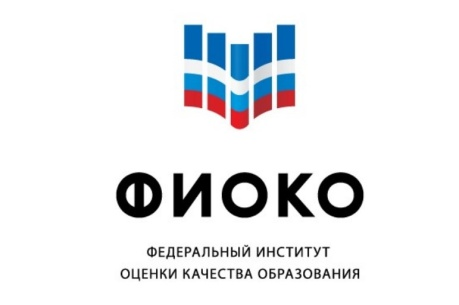 ФИОКО
ФЕДЕРАЛЬНЫЙ ИНСТИТУТ
ОЦЕНКИ КАЧЕСТВА ОБРАЗОВАНИЯ